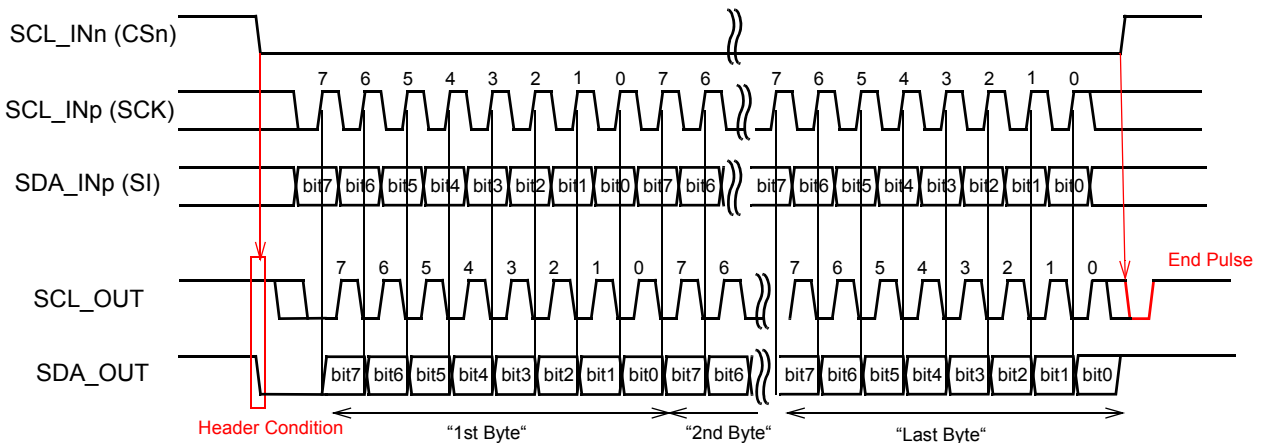 SCL_INn (CSn)
7 6 5 4 3 2 1 0 7 6 7 6 5 4 3 2 1 0
SCL_INp (SCK)
SDA_INp (SI)
bit7 bit6 bit5 bit4 bit3 bit2 bit1 bit0 bit7 bit6 bit7 bit6 bit5 bit4 bit3 bit2 bit1 bit0
End Pulse
7 6 5 4 3 2 1 0 7 6 7 6 5 4 3 2 1 0
SCL_OUT
SDA_OUT
bit7 bit6 bit5 bit4 bit3 bit2 bit1 bit0 bit7 bit6 bit7 bit6 bit5 bit4 bit3 bit2 bit1 bit0
Header Condition
“1st Byte“ “2nd Byte“ “Last Byte“